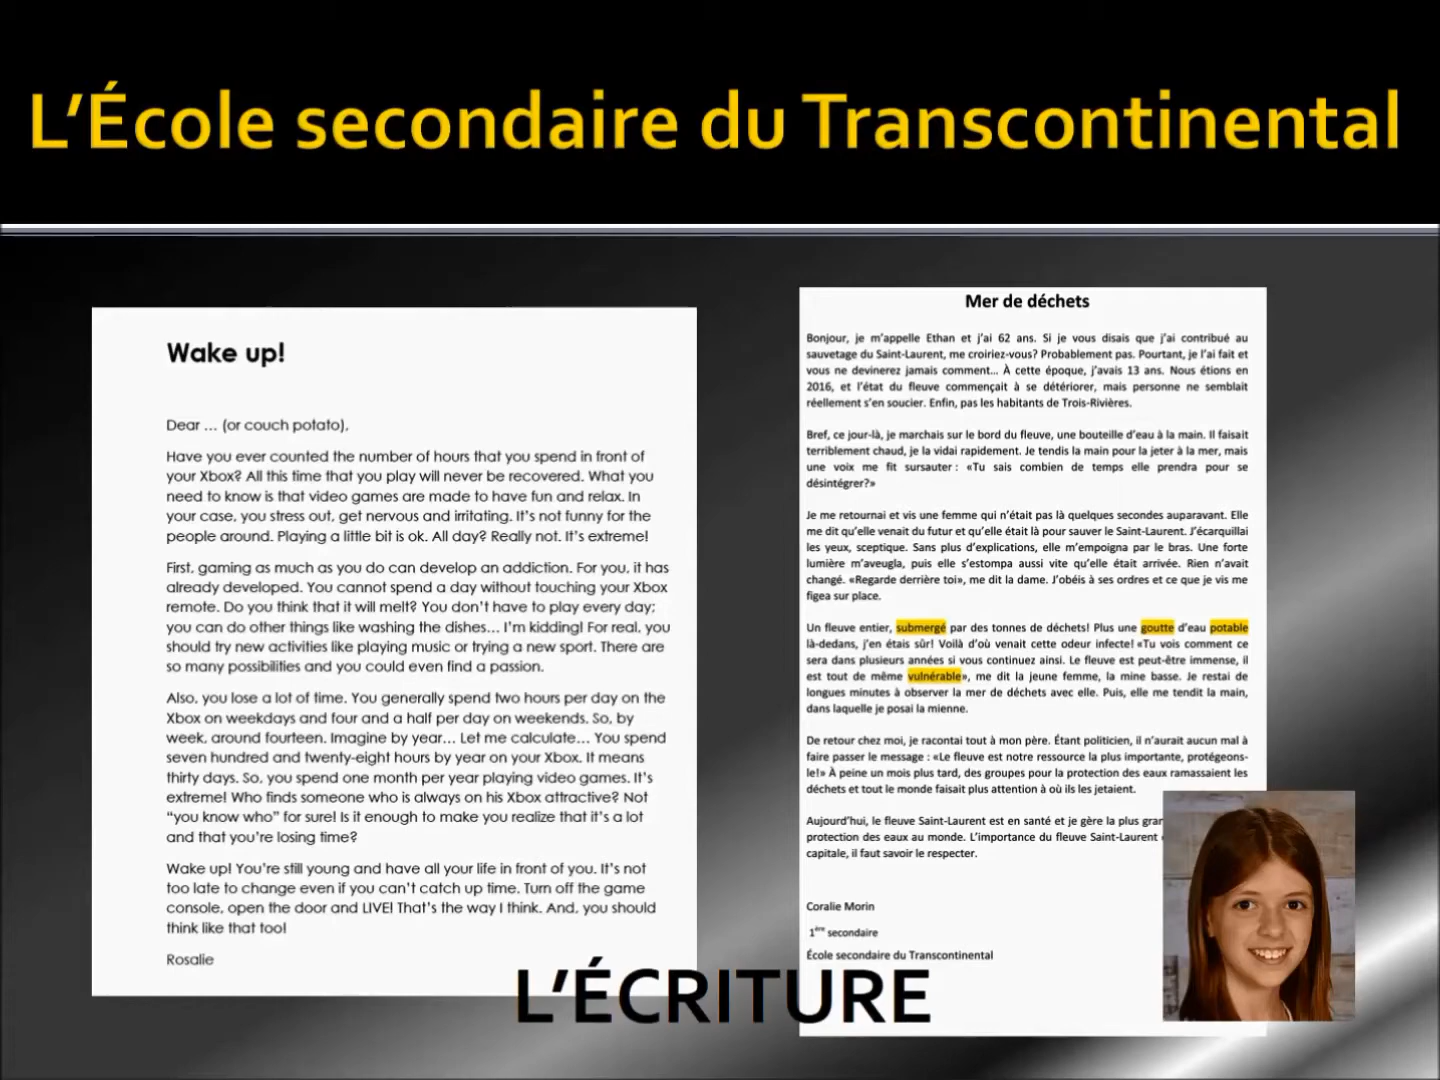 L'École secondaire du Transcontinental
Wake up!
Dear ... (or couch potato),
Have you ever counted the number of hours that you spend in front of
your Xbox? All this time that you play will never be recovered. What you
need to know is that video games are made to have fun and relax. In
your case, you stress out, get nervous and irritating. It's not funny for the
people around. Playing a little bit is ok. All day? Really not. It's extreme!
First, gaming as much as you do can develop an addiction. For you, it has
already developed. You cannot spend a day without touching your Xbox
remote. Do you think that it will melt? You don't have to play every day;
you can do other things like washing the dishes... I'm kidding! For real, you
should try new activities like playing music or trying a new sport. There are
so many possibilities and you could even find a passion.
Also, you lose a lot of time. You generally spend two hours per day on the
Xbox on weekdays and four and a half per day on weekends. So, by
week, around fourteen. Imagine by year... Let me calculate... You spend
seven hundred and twenty-eight hours by year on your Xbox. It means
thirty days. So, you spend one month per year playing video games. It's
extreme! Who finds someone who is always on his Xbox attractive? Not
"you know who" for sure! Is it enough to make you realize that it's a lot
and that you're losing time?
Wake up! You're still young and have all your life in front of you. It's not
too late to change even if you can't catch up time. Turn off the game
console, open the door and LIVE! That's the way I think. And, you should
think like that too!
Rosalie
Mer de déchets
Bonjour, je m'appelle Ethan et j'ai 62 ans. Si je vous disais que j'ai contribué au
sauvetage du Saint-Laurent, me croiriez-vous? Probablement pas. Pourtant, je l'ai fait et
vous ne devinerez jamais comment... À cette époque, j'avais 13 ans. Nous étions en
2016, et l'état du fleuve commençait à se détériorer, mais personne ne semblait
réellement s'en soucier. Enfin, pas les habitants de Trois-Rivières.
Bref, ce jour-là, je marchais sur le bord du fleuve, une bouteille d'eau à la main. Il faisait
terriblement chaud, je la vidai rapidement. Je tendis la main pour la jeter à la mer, mais
une voix me fit sursauter : «Tu sais combien de temps elle prendra pour se
désintégrer?»
Je me retournai et vis une femme qui n'était pas là quelques secondes auparavant. Elle
me dit qu'elle venait du futur et qu'elle était là pour sauver le Saint-Laurent. J'écarquillai
les yeux, sceptique. Sans plus d'explications, elle m'empoigna par le bras. Une forte
lumière m'aveugla, puis elle s'estompa aussi vite qu'elle était arrivée. Rien n'avait
changé. «Regarde derrière toi», me dit la dame. J'obéis à ses ordres et ce que je vis me
figea sur place.
Un fleuve entier, submergé par des tonnes de déchets! Plus une goutte d'eau potable
là-dedans, j'en étais sûr! Voilà d'où venait cette odeur infecte! «Tu vois comment ce
sera dans plusieurs années si vous continuez ainsi. Le fleuve est peut-être immense, il
est tout de même vulnérable», me dit la jeune femme, la mine basse. Je restai de
longues minutes à observer la mer de déchets avec elle. Puis, elle me tendit la main,
dans laquelle je posai la mienne.
De retour chez moi, je racontai tout à mon père. Étant politicien, il n'aurait aucun mal à
faire passer le message : «Le fleuve est notre ressource la plus importante, protégeons-
le!» À peine un mois plus tard, des groupes pour la protection des eaux ramassaient les
déchets et tout le monde faisait plus attention à où ils les jetaient.
Aujourd'hui, le fleuve Saint-Laurent est en santé et je gère la plus
protection des eaux au monde. L'importance du fleuve Saint-Laurent
capitale, il faut savoir le respecter.
Coralie Morin
1ère secondaire
École secondaire du Transcontinental
L'ÉCRITURE